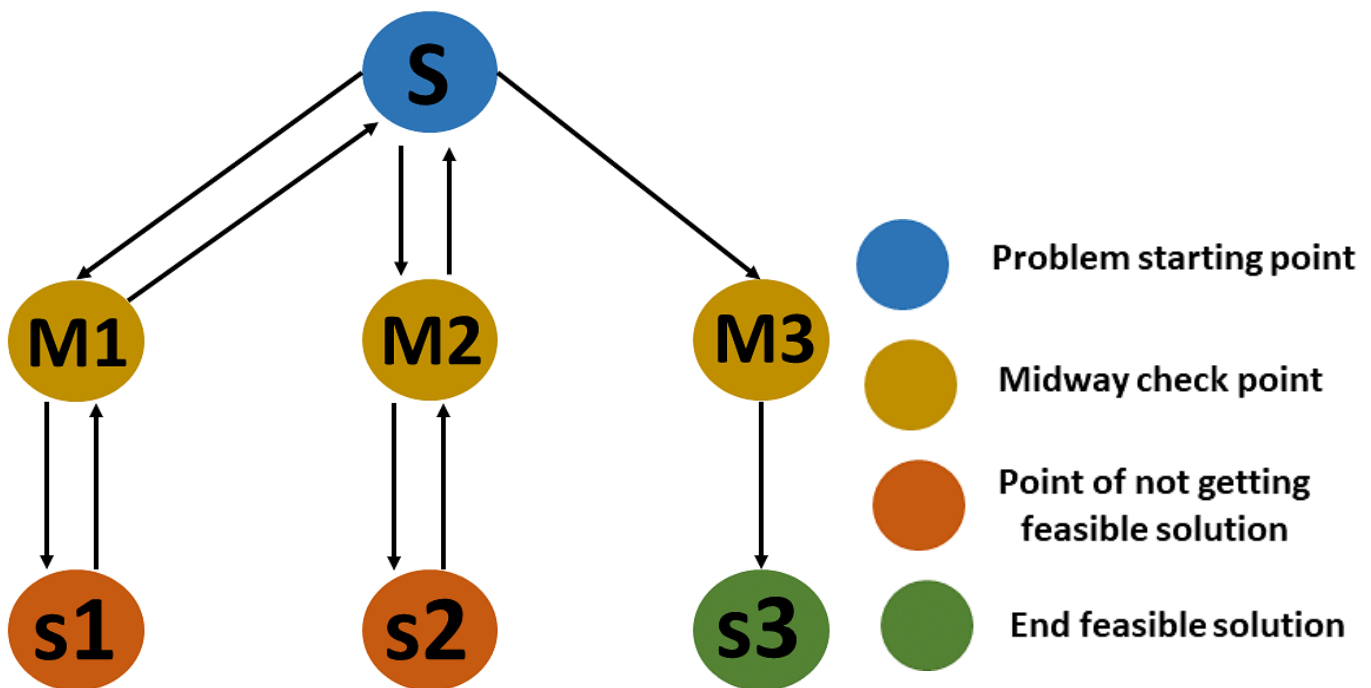 S
M1
M2
M3
s1
s2
s3
Problem starting point
Midway check point
Point of not getting
feasible solution
End feasible solution